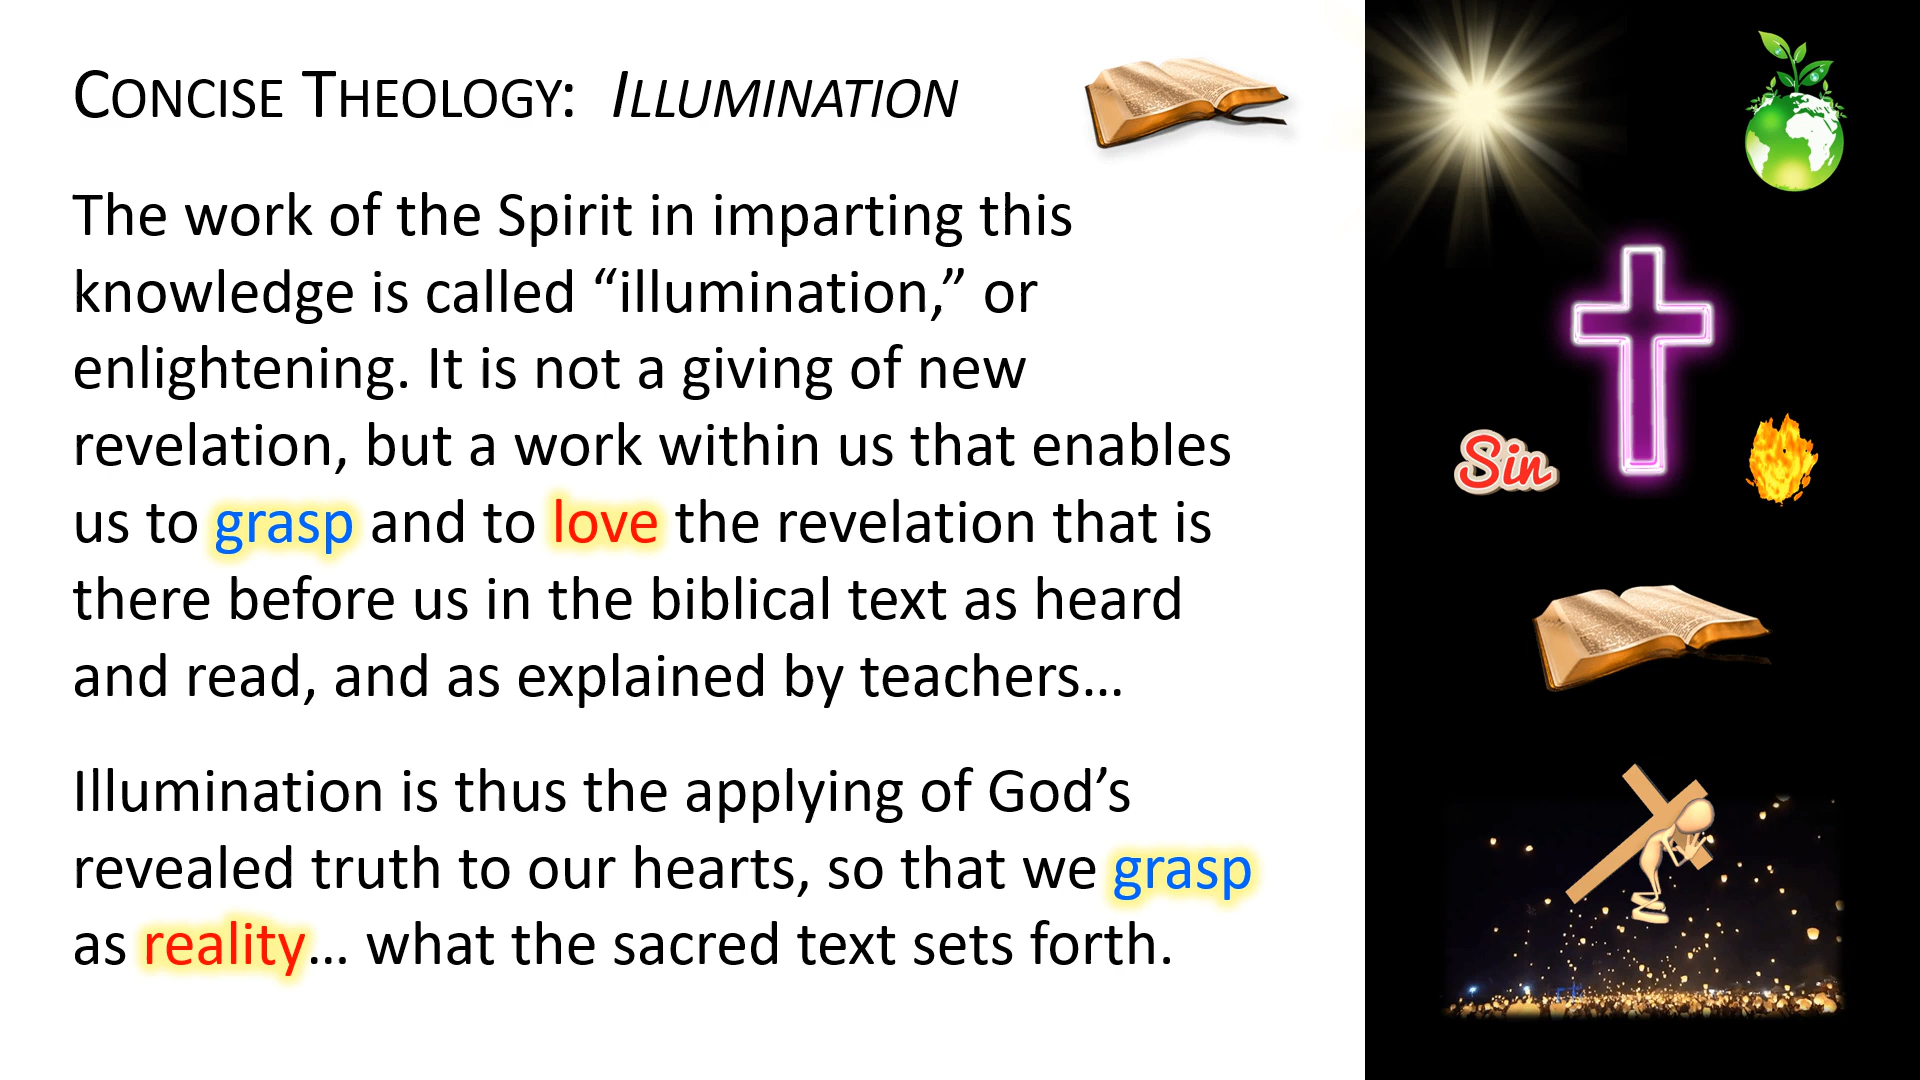 CONCISE THEOLOGY: ILLUMINATION
The work of the Spirit in imparting this
knowledge is called “illumination,” or
enlightening. It is not a giving of new
revelation, but a work within us that enables
us to grasp and to love the revelation that is
there before us in the biblical text as heard
and read, and as explained by teachers…
Illumination is thus the applying of God’s
revealed truth to our hearts, so that we grasp
as reality… what the sacred text sets forth.
Sin